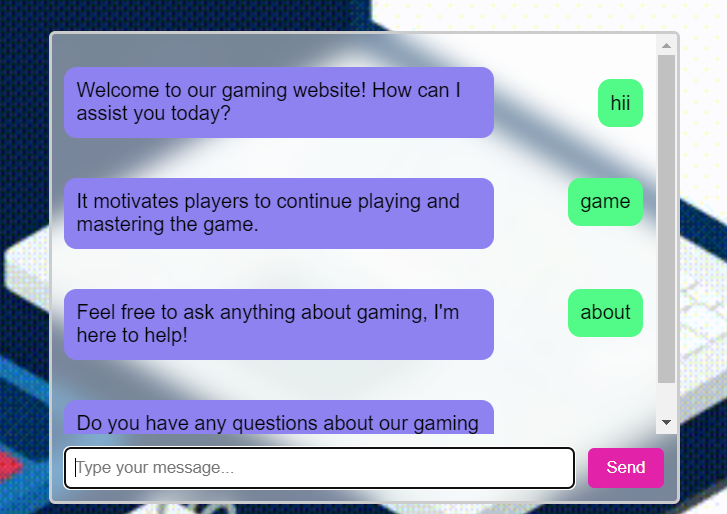 Welcome to our gaming website! How can I
assist you today?
hii
It motivates players to continue playing and
mastering the game.
game
Feel free to ask anything about gaming, I'm
here to help!
about
Do you have any questions about our gaming
Type your message...
Send